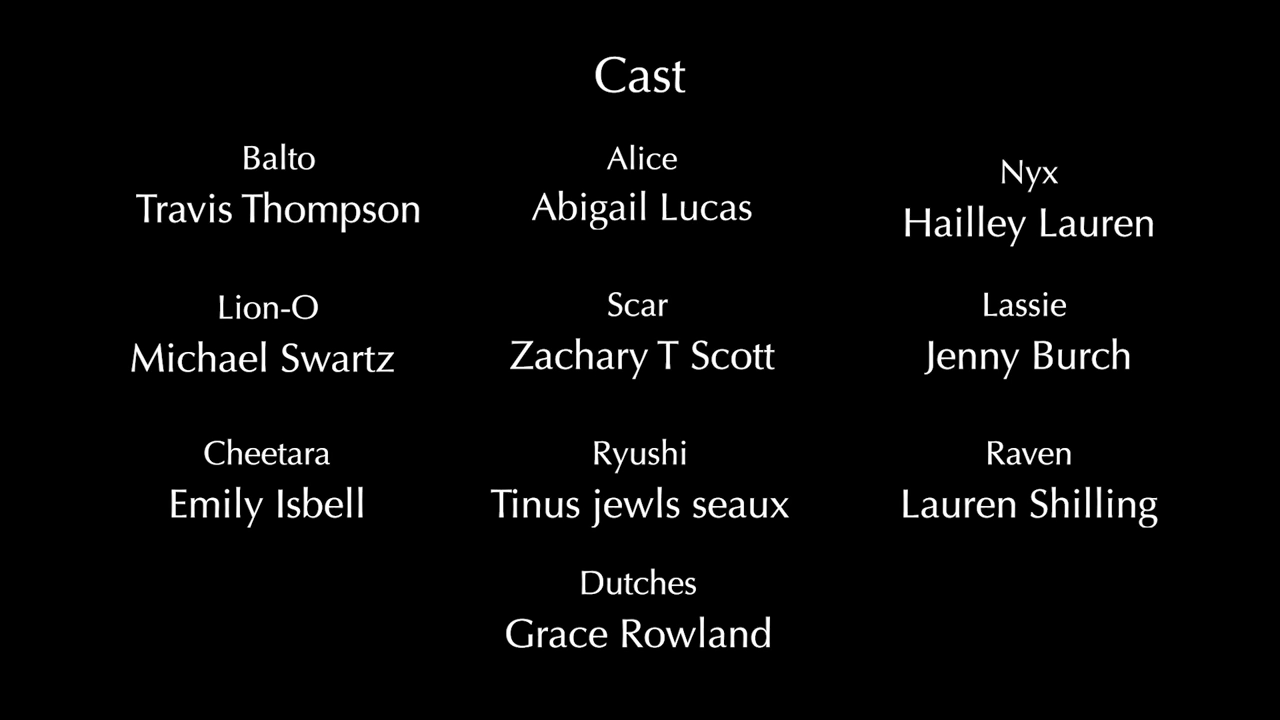 Cast
Balto
Travis Thompson
Alice
Abigail Lucas
Nyx
Hailley Lauren
Lion-O
Michael Swartz
Scar
Zachary T Scott
Lassie
Jenny Burch
Cheetara
Emily Isbell
Ryushi
Tinus jewls seaux
Raven
Lauren Shilling
Dutches
Grace Rowland